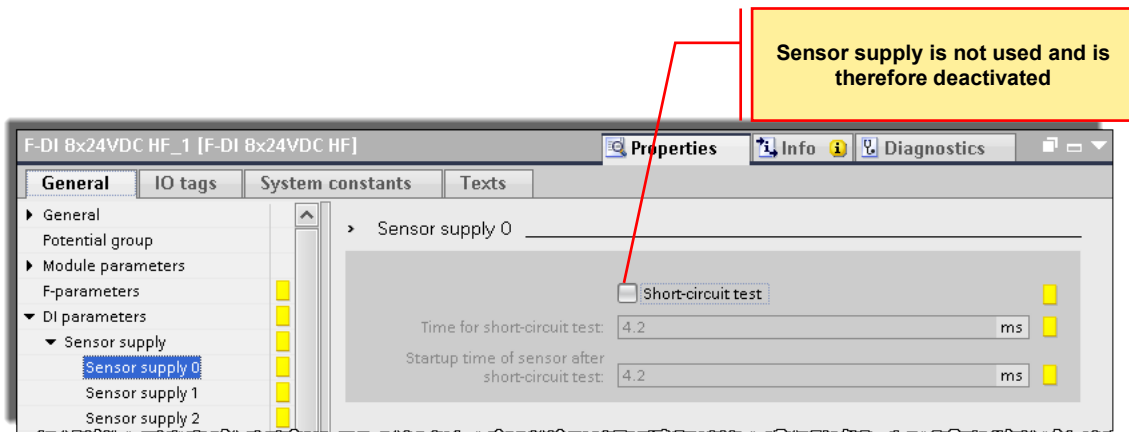 Sensor supply is not used and is
therefore deactivated
F-DI 8x24VDC HF_1 [F-DI 8x24VDC HF]
Properties
Info
Diagnostics
General
IO tags
System constants
Texts
General
Potential group
Module parameters
F-parameters
DI parameters
Sensor supply
Sensor supply 0
Sensor supply 1
Sensor supply 2
Sensor supply 0
Short-circuit test
Time for short-circuit test: 4.2 ms
Startup time of sensor after
short-circuit test: 4.2 ms